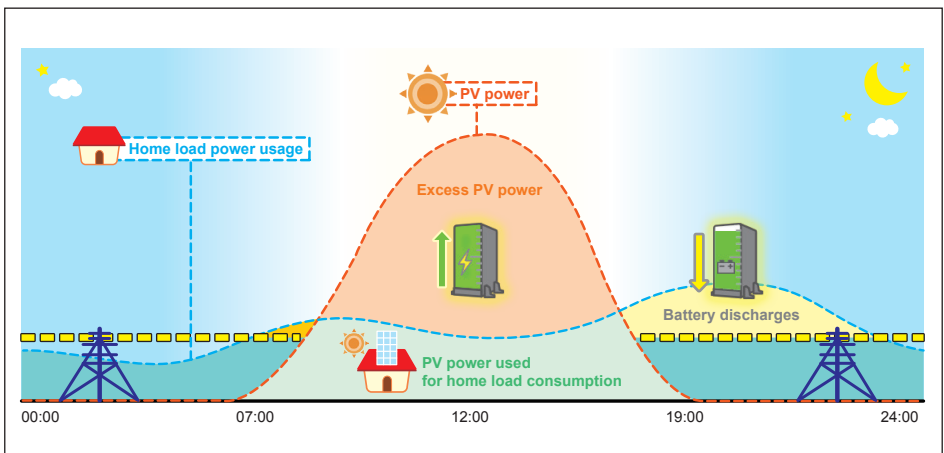 PV power
Home load power usage
Excess PV power
Battery discharges
PV power used
for home load consumption
00:00
07:00
12:00
19:00
24:00